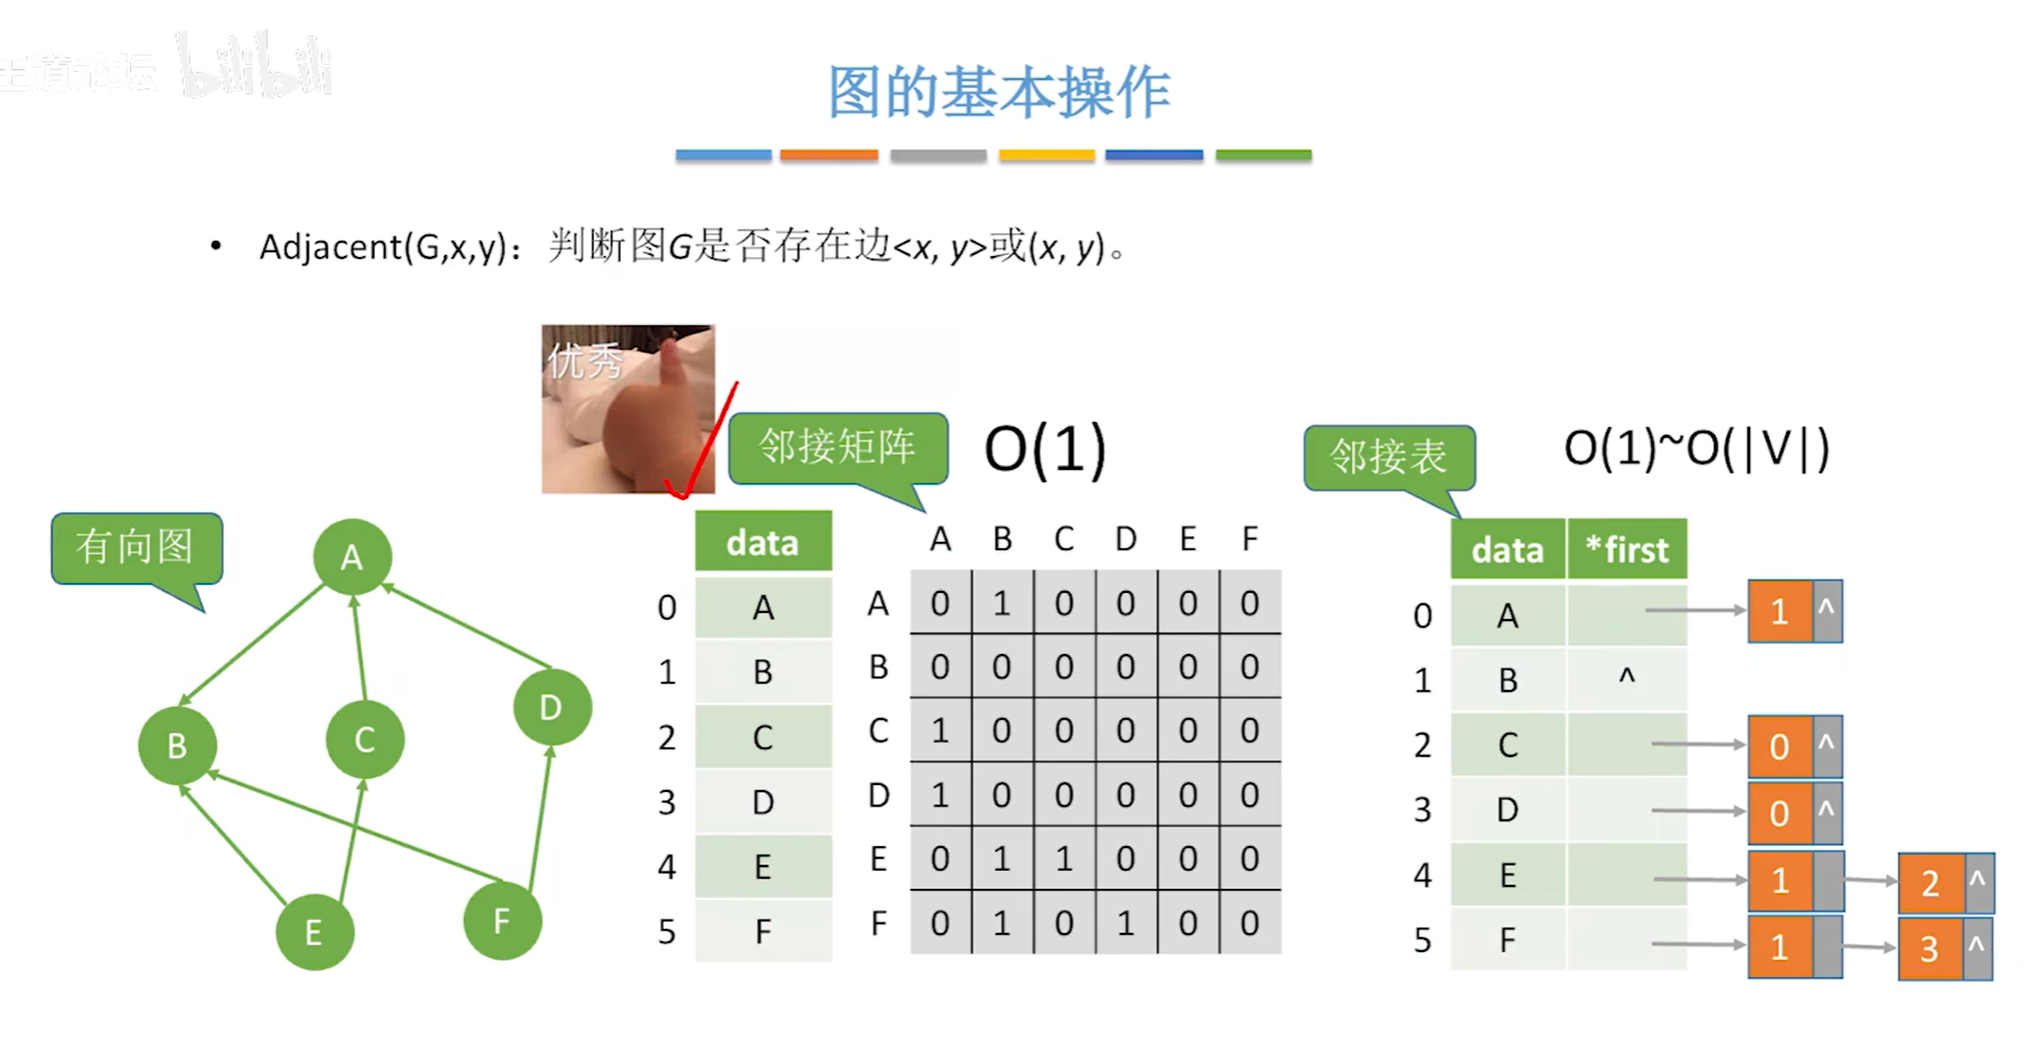 王道论坛 bilibili
图的基本操作
• Adjacent(G,x,y)：判断图G是否存在边<x, y>或(x, y)。
优秀
邻接矩阵
O(1)
邻接表
O(1)~O(|V|)
有向图
A
B
C
D
E
F
data
0 A
1 B
2 C
3 D
4 E
5 F
A B C D E F
A 0 1 0 0 0 0
B 0 0 0 0 0 0
C 1 0 0 0 0 0
D 1 0 0 0 0 0
E 0 1 1 0 0 0
F 0 1 0 1 0 0
data *first
0 A 1 ^
1 B ^
2 C 0 ^
3 D 0 ^
4 E 1 2 ^
5 F 1 3 ^